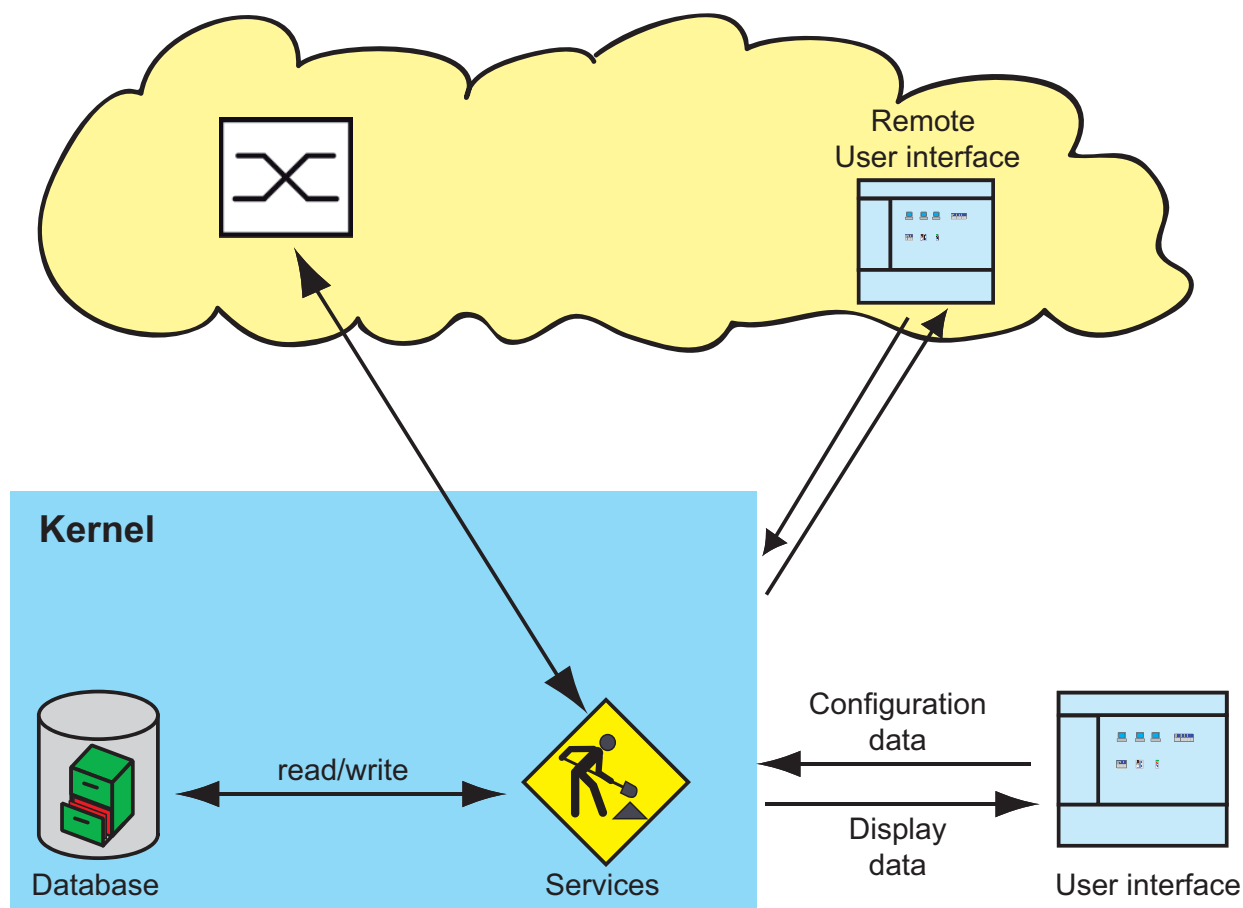 Remote
User interface
Kernel
Configuration
data
read/write
Display
data
Database
Services
User interface